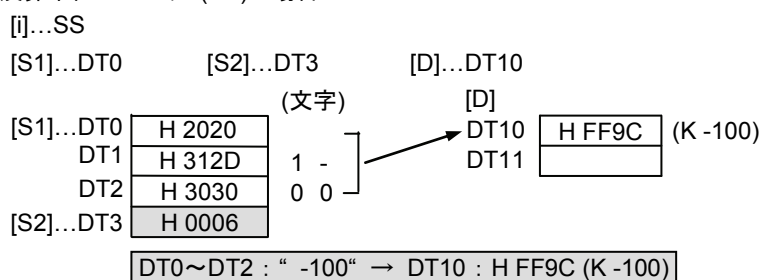 [i]…SS
[S1]…DT0 [S2]…DT3 [D]…DT10
(文字) [D]
[S1]…DT0 H 2020 DT10 H FF9C (K -100)
DT1 H 312D 1 - DT11
DT2 H 3030 0 0
[S2]…DT3 H 0006
DT0～DT2 : “ -100“ → DT10 : H FF9C (K -100)